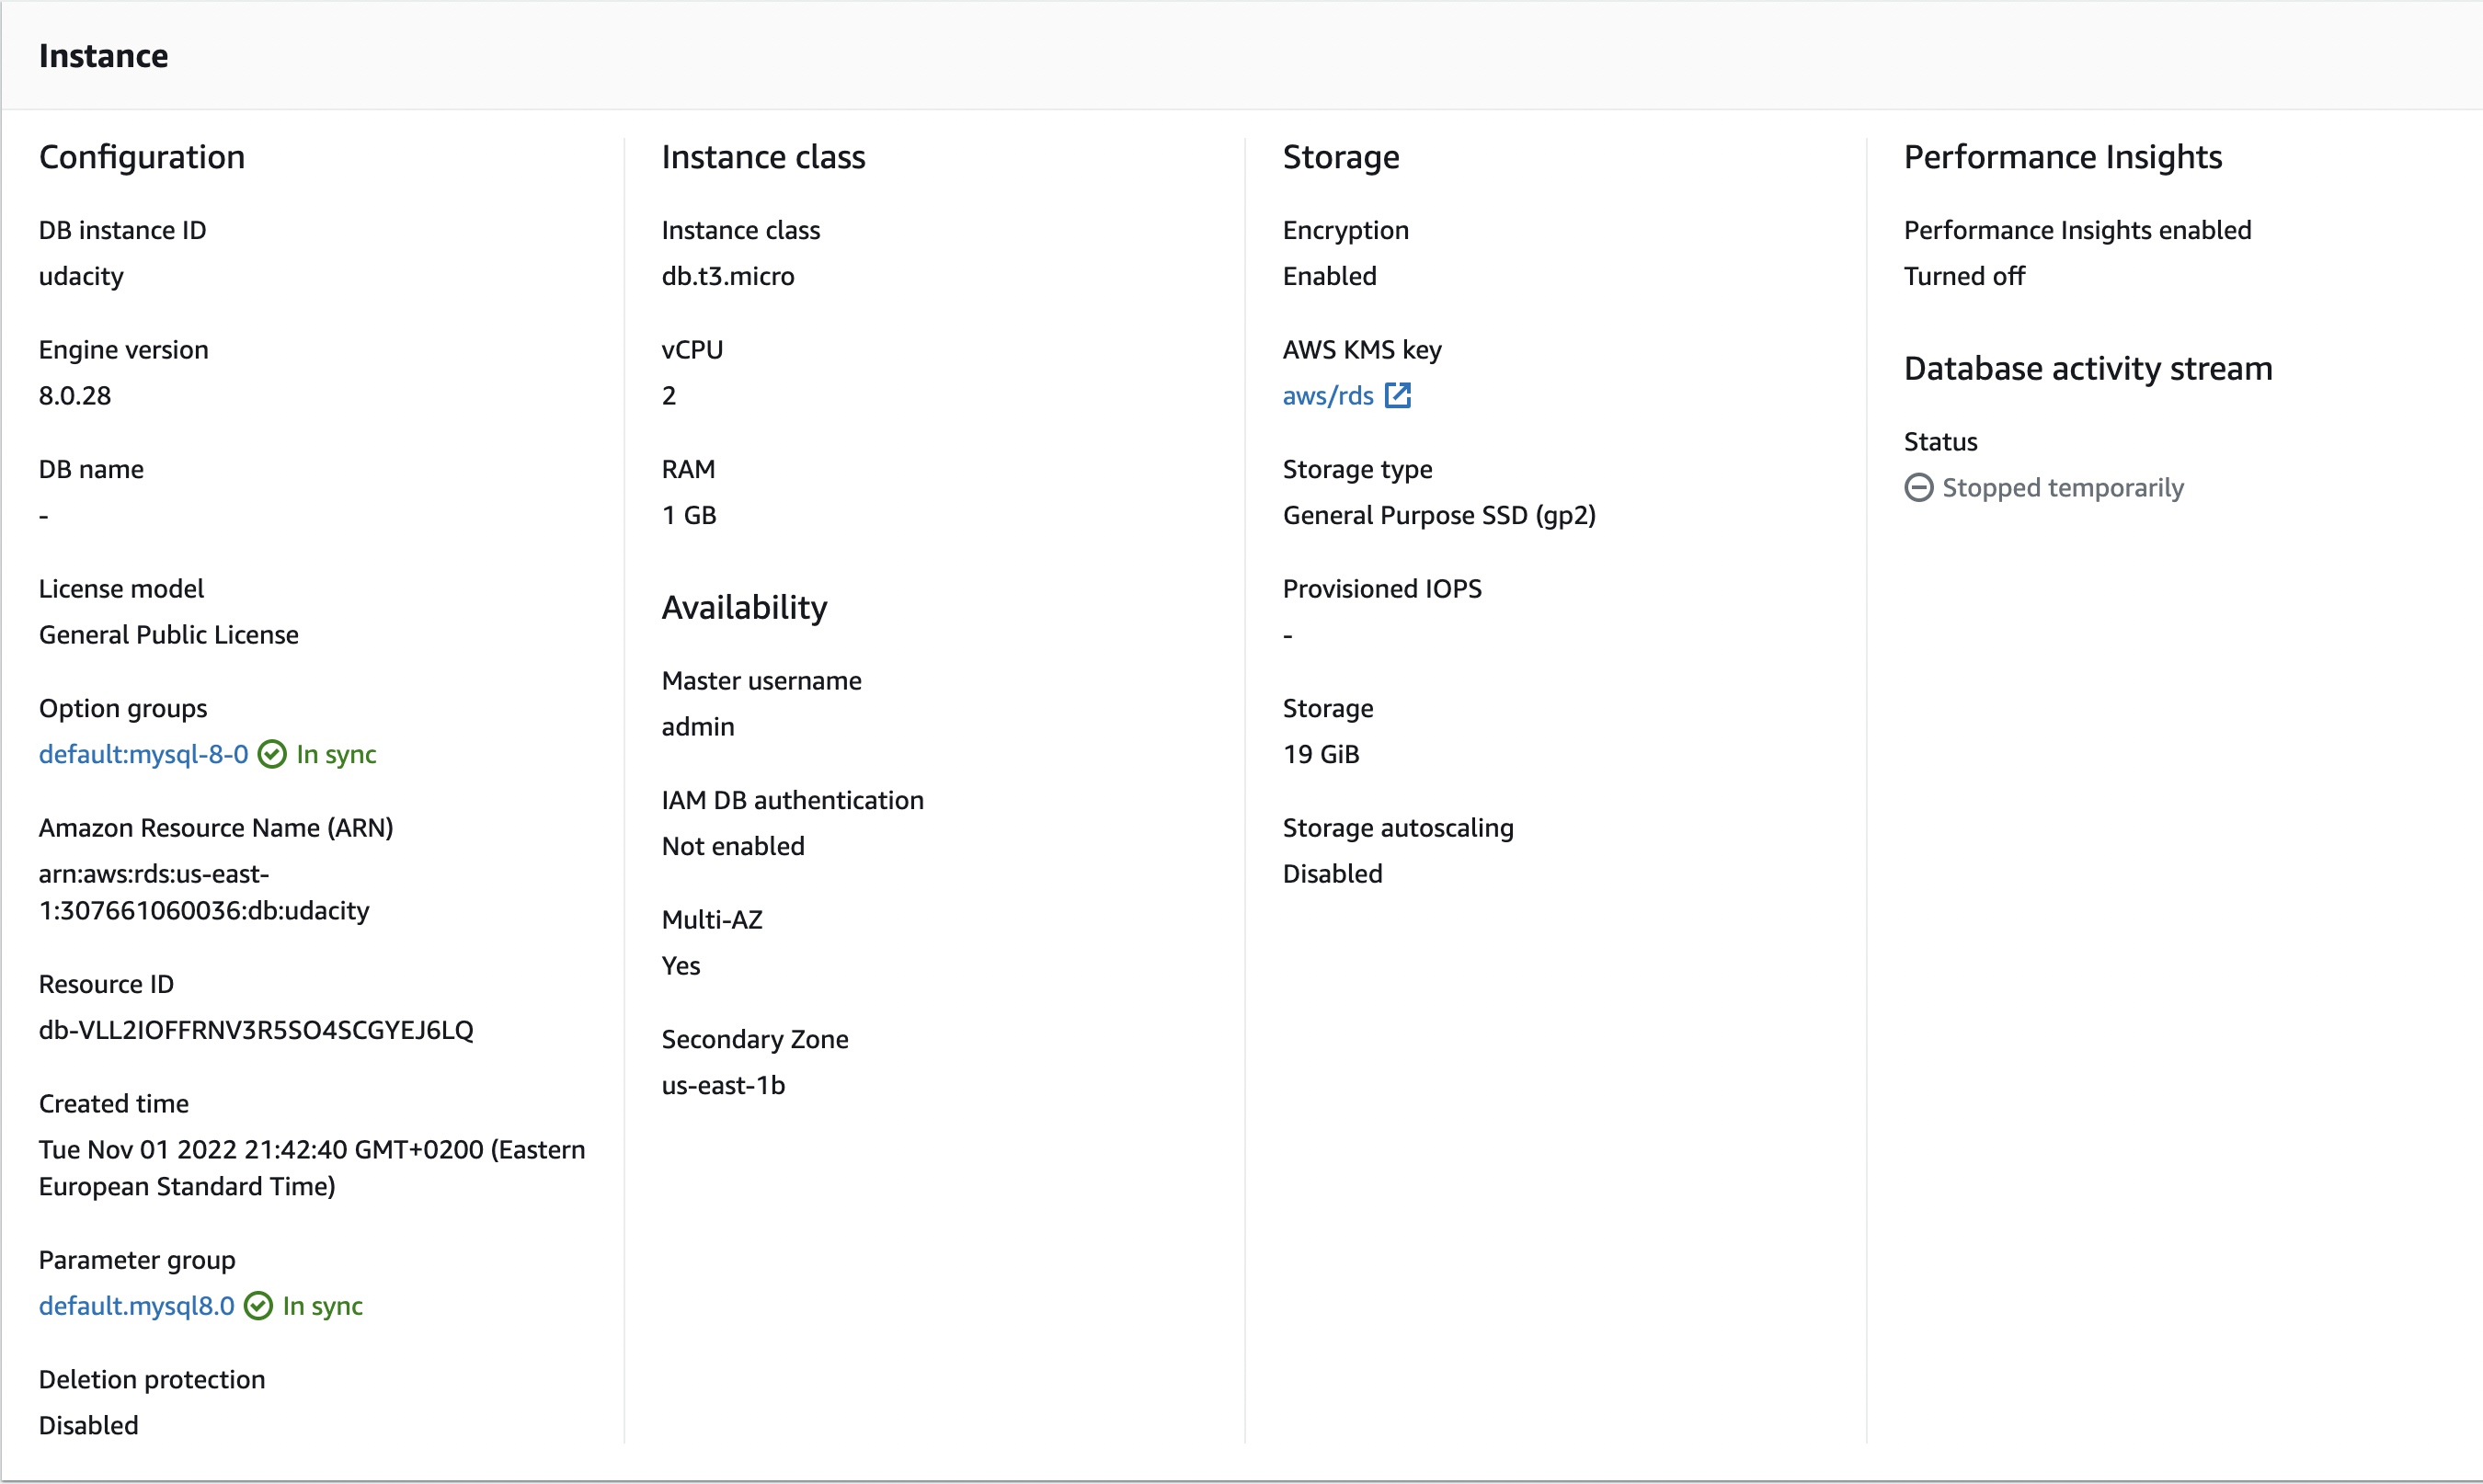 Instance
Configuration
DB instance ID
udacity
Engine version
8.0.28
DB name
-
License model
General Public License
Option groups
default:mysql-8-0 In sync
Amazon Resource Name (ARN)
arn:aws:rds:us-east-
1:307661060036:db:udacity
Resource ID
db-VLL2IOFFRNV3R5SO4SCGYEJ6LQ
Created time
Tue Nov 01 2022 21:42:40 GMT+0200 (Eastern
European Standard Time)
Parameter group
default.mysql8.0 In sync
Deletion protection
Disabled
Instance class
Instance class
db.t3.micro
vCPU
2
RAM
1 GB
Availability
Master username
admin
IAM DB authentication
Not enabled
Multi-AZ
Yes
Secondary Zone
us-east-1b
Storage
Encryption
Enabled
AWS KMS key
aws/rds
Storage type
General Purpose SSD (gp2)
Provisioned IOPS
-
Storage
19 GiB
Storage autoscaling
Disabled
Performance Insights
Performance Insights enabled
Turned off
Database activity stream
Status
Stopped temporarily